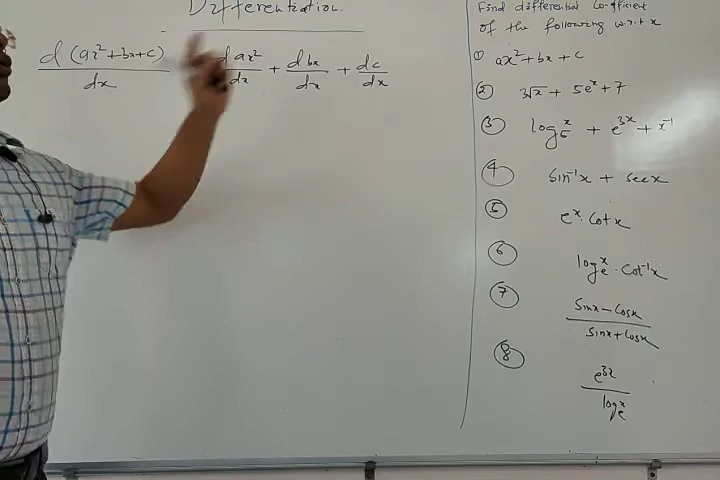 Differentiation.
d (ax²+bx+c) / dx d ax² / dx + d bx / dx + dc / dx
Find differential Co-efficient
of the following w.r.t x
① ax² + bx + c
② 3√x + 5eˣ + 7
③ log₅ˣ + e³ˣ + x⁻¹
④ Sin⁻¹x + secx
⑤ eˣ. Cotx
⑥ logₑˣ. Cot⁻¹x
⑦ Sinx – Cosx / Sinx + Cosx
⑧ e³ˣ / logₑˣ